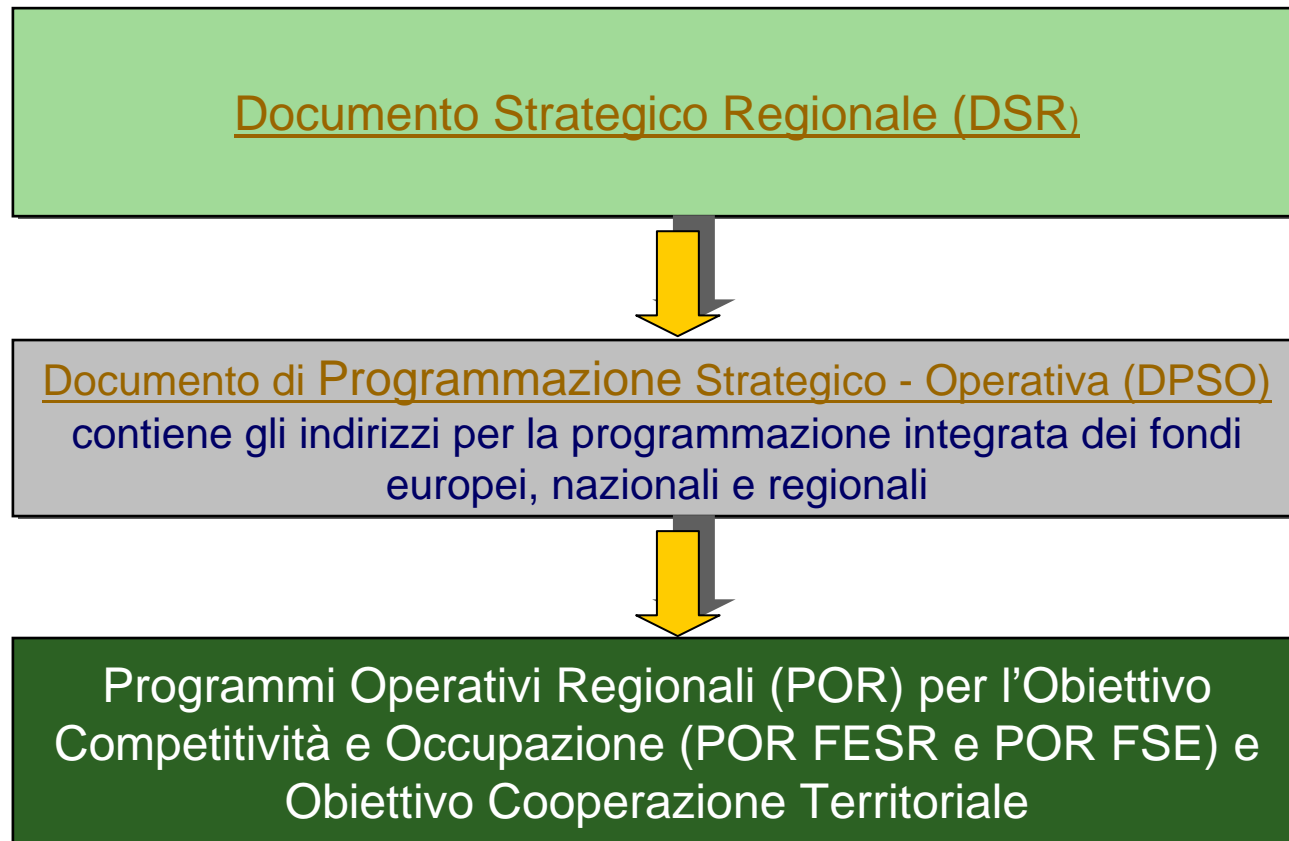 Documento Strategico Regionale (DSR)
Documento di Programmazione Strategico - Operativa (DPSO)
contiene gli indirizzi per la programmazione integrata dei fondi
europei, nazionali e regionali
Programmi Operativi Regionali (POR) per l’Obiettivo
Competitività e Occupazione (POR FESR e POR FSE) e
Obiettivo Cooperazione Territoriale